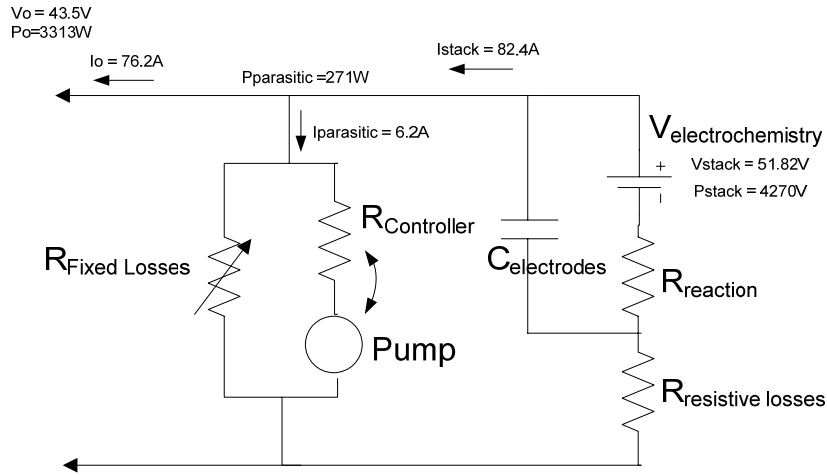 Vo = 43.5V
Po=3313W
Io = 76.2A
Istack = 82.4A
Pparasitic =271W
Iparasitic = 6.2A
Velectrochemistry
+
Vstack = 51.82V
Pstack = 4270V
–
RController
RFixed Losses
Celectrodes
Rreaction
Pump
Rresistive losses